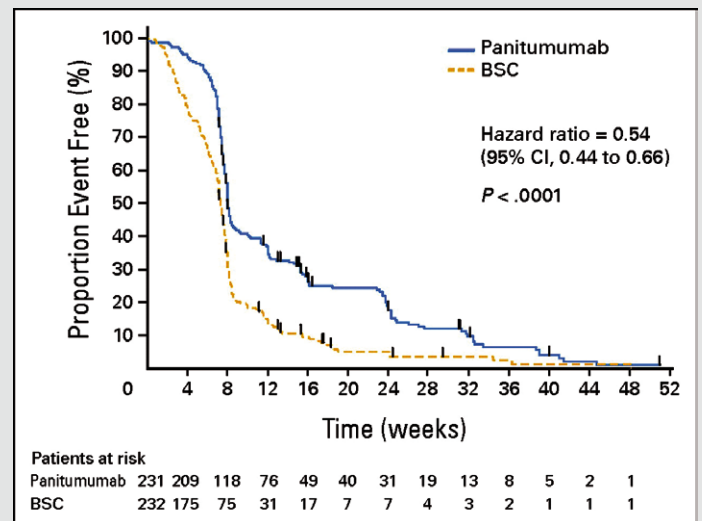 Proportion Event Free (%)
100
90
80
70
60
50
40
30
20
10
Panitumumab
BSC
Hazard ratio = 0.54
(95% CI, 0.44 to 0.66)
P < .0001
0 4 8 12 16 20 24 28 32 36 40 44 48 52
Time (weeks)
Patients at risk
Panitumumab 231 209 118 76 49 40 31 19 13 8 5 2 1
BSC 232 175 75 31 17 7 7 4 3 2 1 1 1